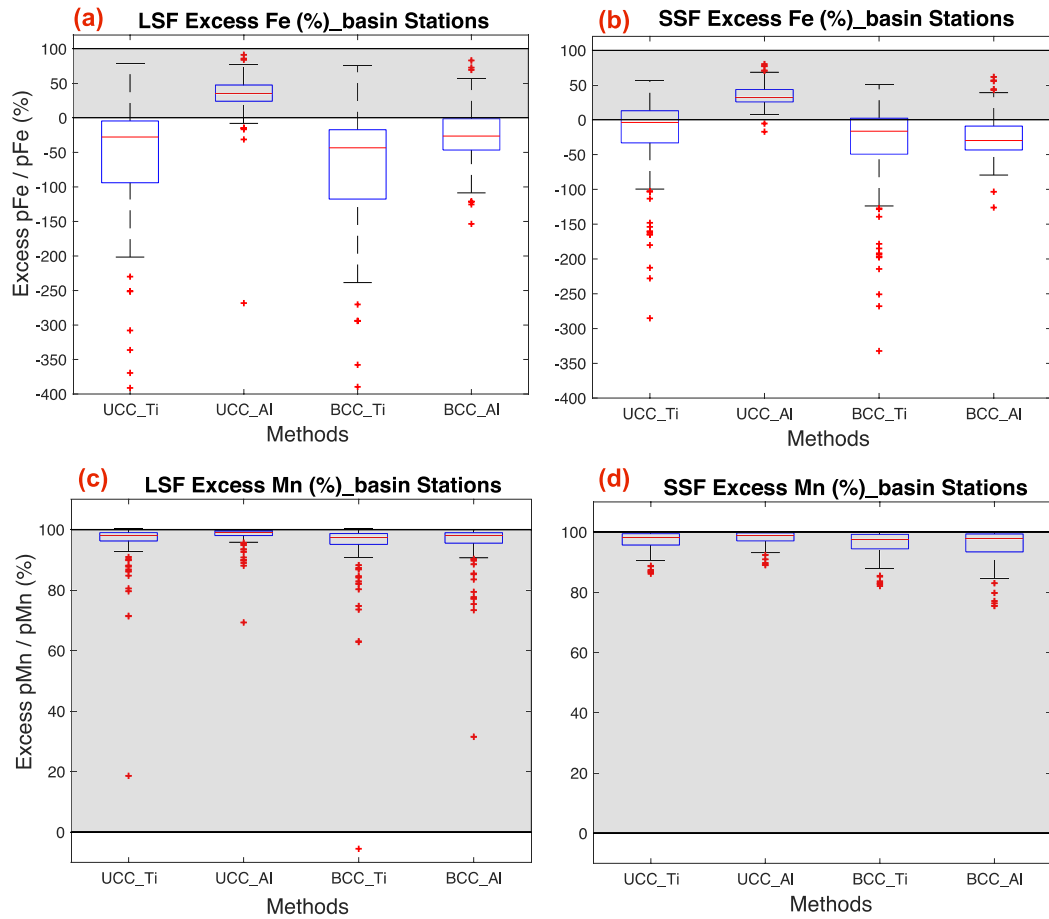 (a)
LSF Excess Fe (%)_basin Stations
Excess pFe / pFe (%)
100
50
0
-50
-100
-150
-200
-250
-300
-350
-400
UCC_Ti UCC_Al BCC_Ti BCC_Al
Methods
(b)
SSF Excess Fe (%)_basin Stations
100
50
0
-50
-100
-150
-200
-250
-300
-350
-400
UCC_Ti UCC_Al BCC_Ti BCC_Al
Methods
(c)
LSF Excess Mn (%)_basin Stations
Excess pMn / pMn (%)
100
80
60
40
20
0
UCC_Ti UCC_Al BCC_Ti BCC_Al
Methods
(d)
SSF Excess Mn (%)_basin Stations
100
80
60
40
20
0
UCC_Ti UCC_Al BCC_Ti BCC_Al
Methods